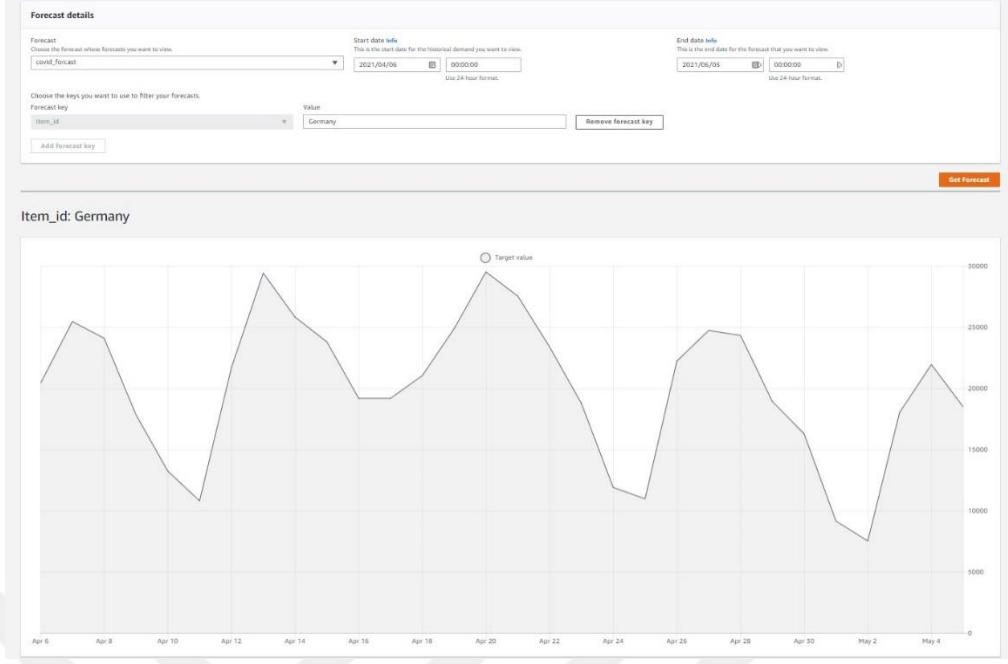 Forecast details
Forecast
Choose the forecast whose forecasts you want to view.
covid_forcast
Start date Info
This is the start date for the historical demand you want to view.
2021/04/06 00:00:00
Use 24-hour format.
End date Info
This is the end date for the forecast that you want to view.
2021/06/05 00:00:00
Use 24-hour format.
Choose the keys you want to use to filter your forecasts.
Forecast key Value
item_id Germany Remove forecast key
Add forecast key
Get Forecast
Item_id: Germany
Target value
30000
25000
20000
15000
10000
5000
0
Apr 6 Apr 8 Apr 10 Apr 12 Apr 14 Apr 16 Apr 18 Apr 20 Apr 22 Apr 24 Apr 26 Apr 28 Apr 30 May 2 May 4